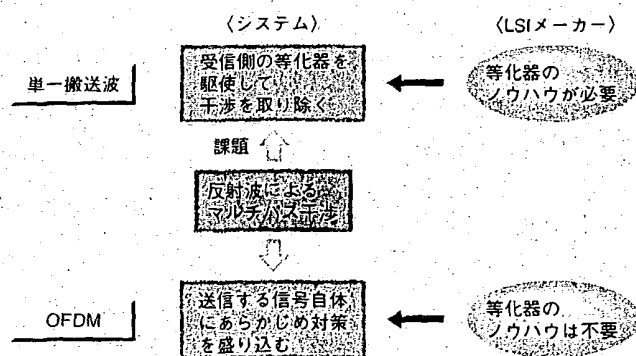 〈システム〉
〈LSIメーカー〉
単一搬送波
受信側の等化器を
駆使して
干渉を取り除く
等化器の
ノウハウが必要
課題
反射波による
マルチパス干渉
OFDM
送信する信号自体
にあらかじめ対策
を盛り込む
等化器の
ノウハウは不要